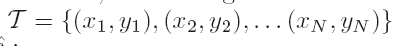 𝒯 = {(x₁, y₁), (x₂, y₂), … (x_N, y_N)}